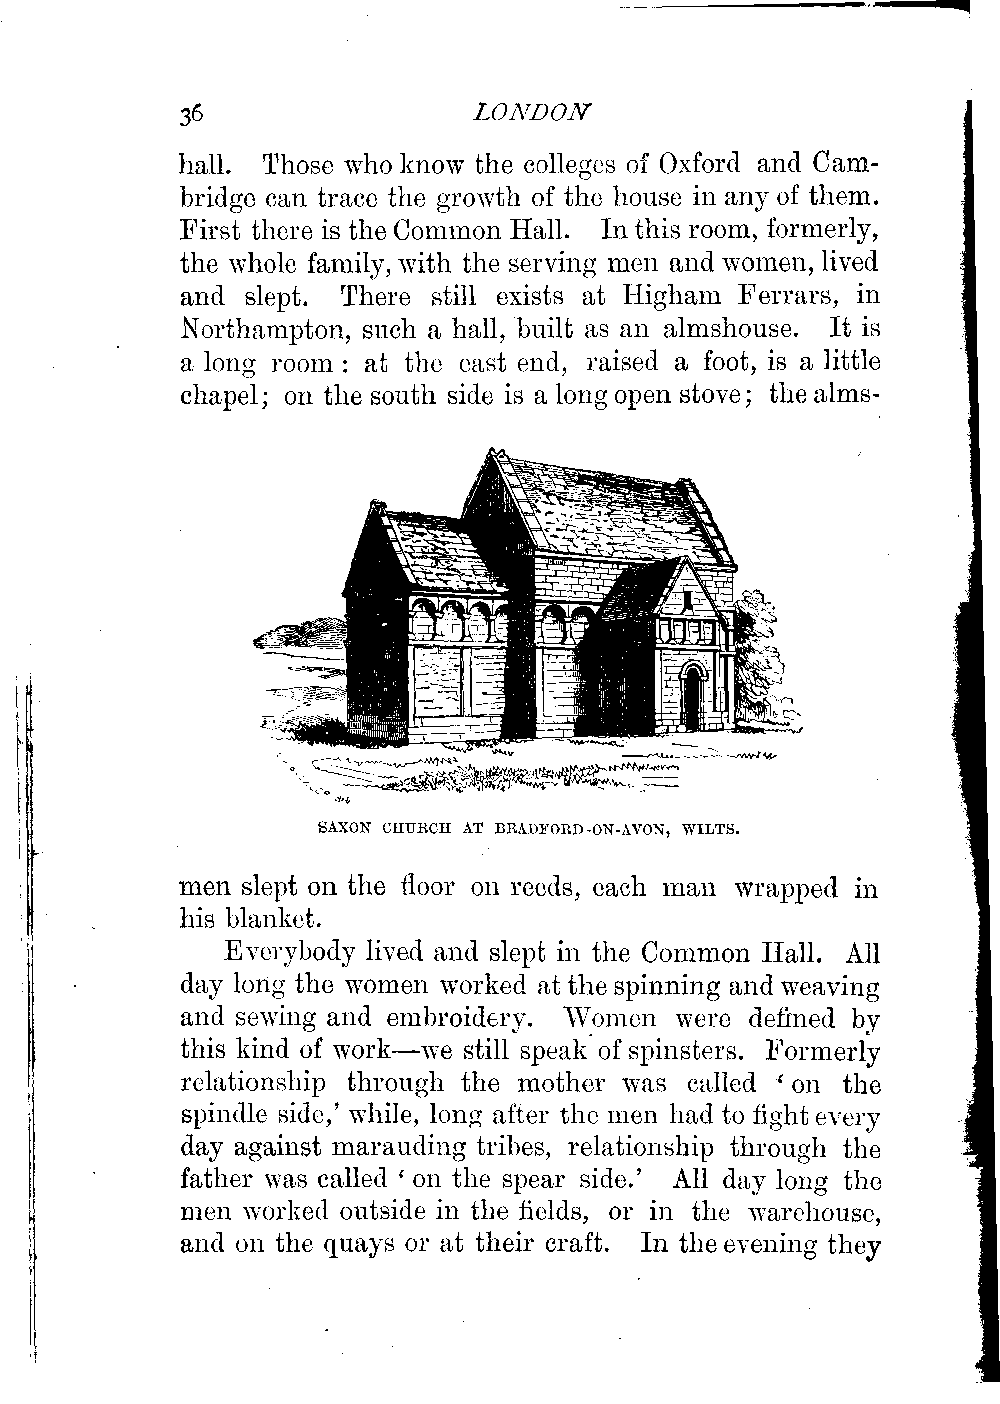 36 LONDON
hall. Those who know the colleges of Oxford and Cam-
bridge can trace the growth of the house in any of them.
First there is the Common Hall. In this room, formerly,
the whole family, with the serving men and women, lived
and slept. There still exists at Higham Ferrars, in
Northampton, such a hall, built as an almshouse. It is
a long room : at the east end, raised a foot, is a little
chapel; on the south side is a long open stove; the alms-
SAXON CHURCH AT BRADFORD-ON-AVON, WILTS.
men slept on the floor on reeds, each man wrapped in
his blanket.
Everybody lived and slept in the Common Hall. All
day long the women worked at the spinning and weaving
and sewing and embroidery. Women were defined by
this kind of work—we still speak of spinsters. Formerly
relationship through the mother was called ‘ on the
spindle side,’ while, long after the men had to fight every
day against marauding tribes, relationship through the
father was called ‘ on the spear side.’ All day long the
men worked outside in the fields, or in the warehouse,
and on the quays or at their craft. In the evening they